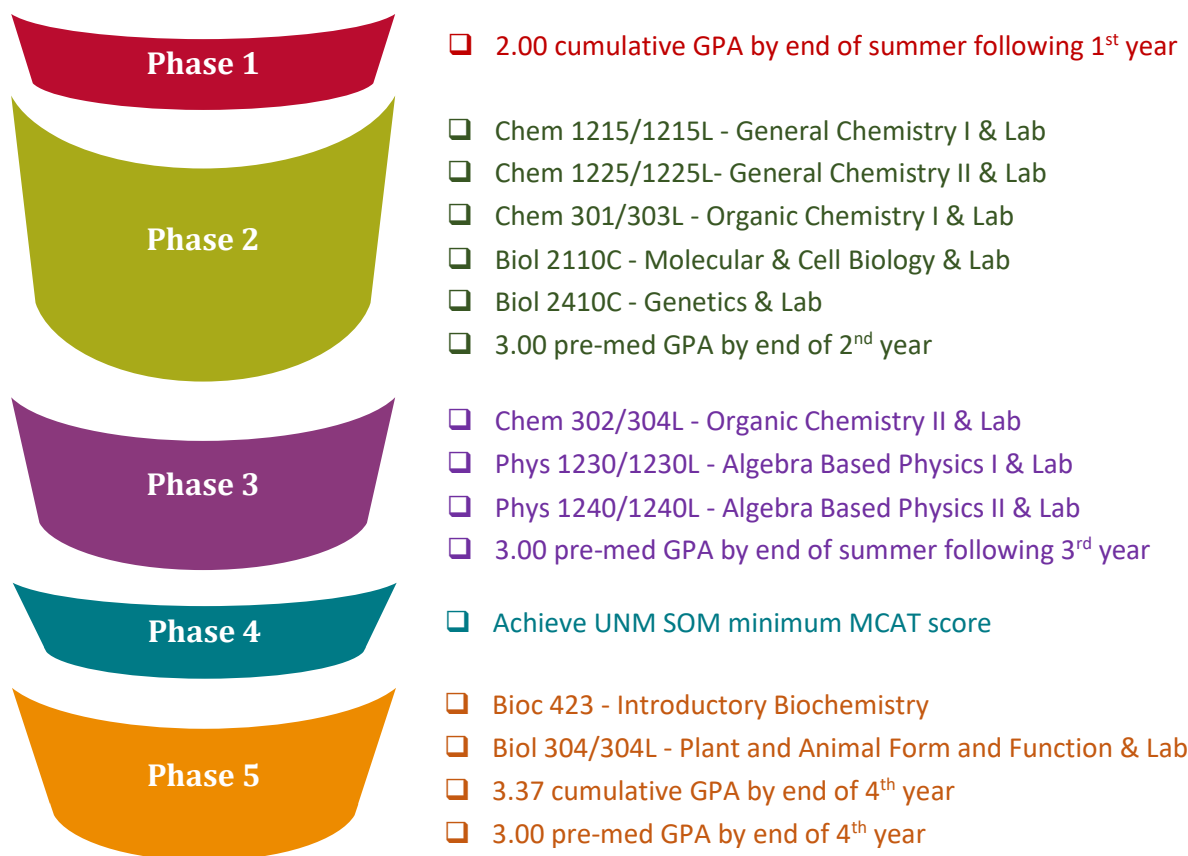 Phase 1
❑ 2.00 cumulative GPA by end of summer following 1st year
Phase 2
❑ Chem 1215/1215L - General Chemistry I & Lab
❑ Chem 1225/1225L- General Chemistry II & Lab
❑ Chem 301/303L - Organic Chemistry I & Lab
❑ Biol 2110C - Molecular & Cell Biology & Lab
❑ Biol 2410C - Genetics & Lab
❑ 3.00 pre-med GPA by end of 2nd year
Phase 3
❑ Chem 302/304L - Organic Chemistry II & Lab
❑ Phys 1230/1230L - Algebra Based Physics I & Lab
❑ Phys 1240/1240L - Algebra Based Physics II & Lab
❑ 3.00 pre-med GPA by end of summer following 3rd year
Phase 4
❑ Achieve UNM SOM minimum MCAT score
Phase 5
❑ Bioc 423 - Introductory Biochemistry
❑ Biol 304/304L - Plant and Animal Form and Function & Lab
❑ 3.37 cumulative GPA by end of 4th year
❑ 3.00 pre-med GPA by end of 4th year